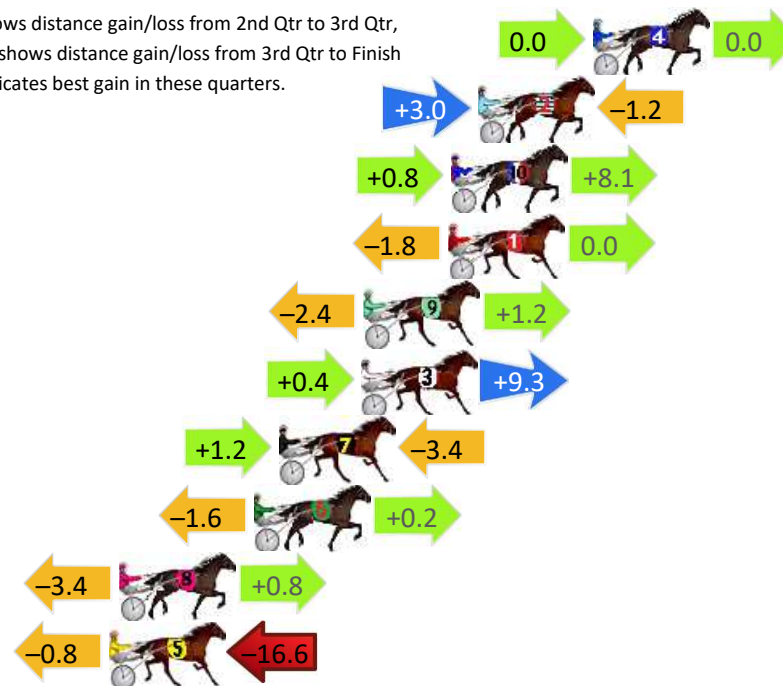 ows distance gain/loss from 2nd Qtr to 3rd Qtr,
shows distance gain/loss from 3rd Qtr to Finish
icates best gain in these quarters.
0.0 4 0.0
+3.0 2 –1.2
+0.8 10 +8.1
–1.8 1 0.0
–2.4 9 +1.2
+0.4 3 +9.3
+1.2 7 –3.4
–1.6 6 +0.2
–3.4 8 +0.8
–0.8 5 –16.6